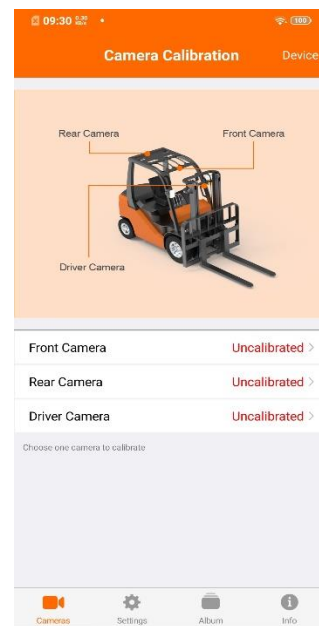 09:30
100
Camera Calibration Device
Rear Camera Front Camera
Driver Camera
Front Camera Uncalibrated >
Rear Camera Uncalibrated >
Driver Camera Uncalibrated >
Choose one camera to calibrate
Cameras Settings Album Info